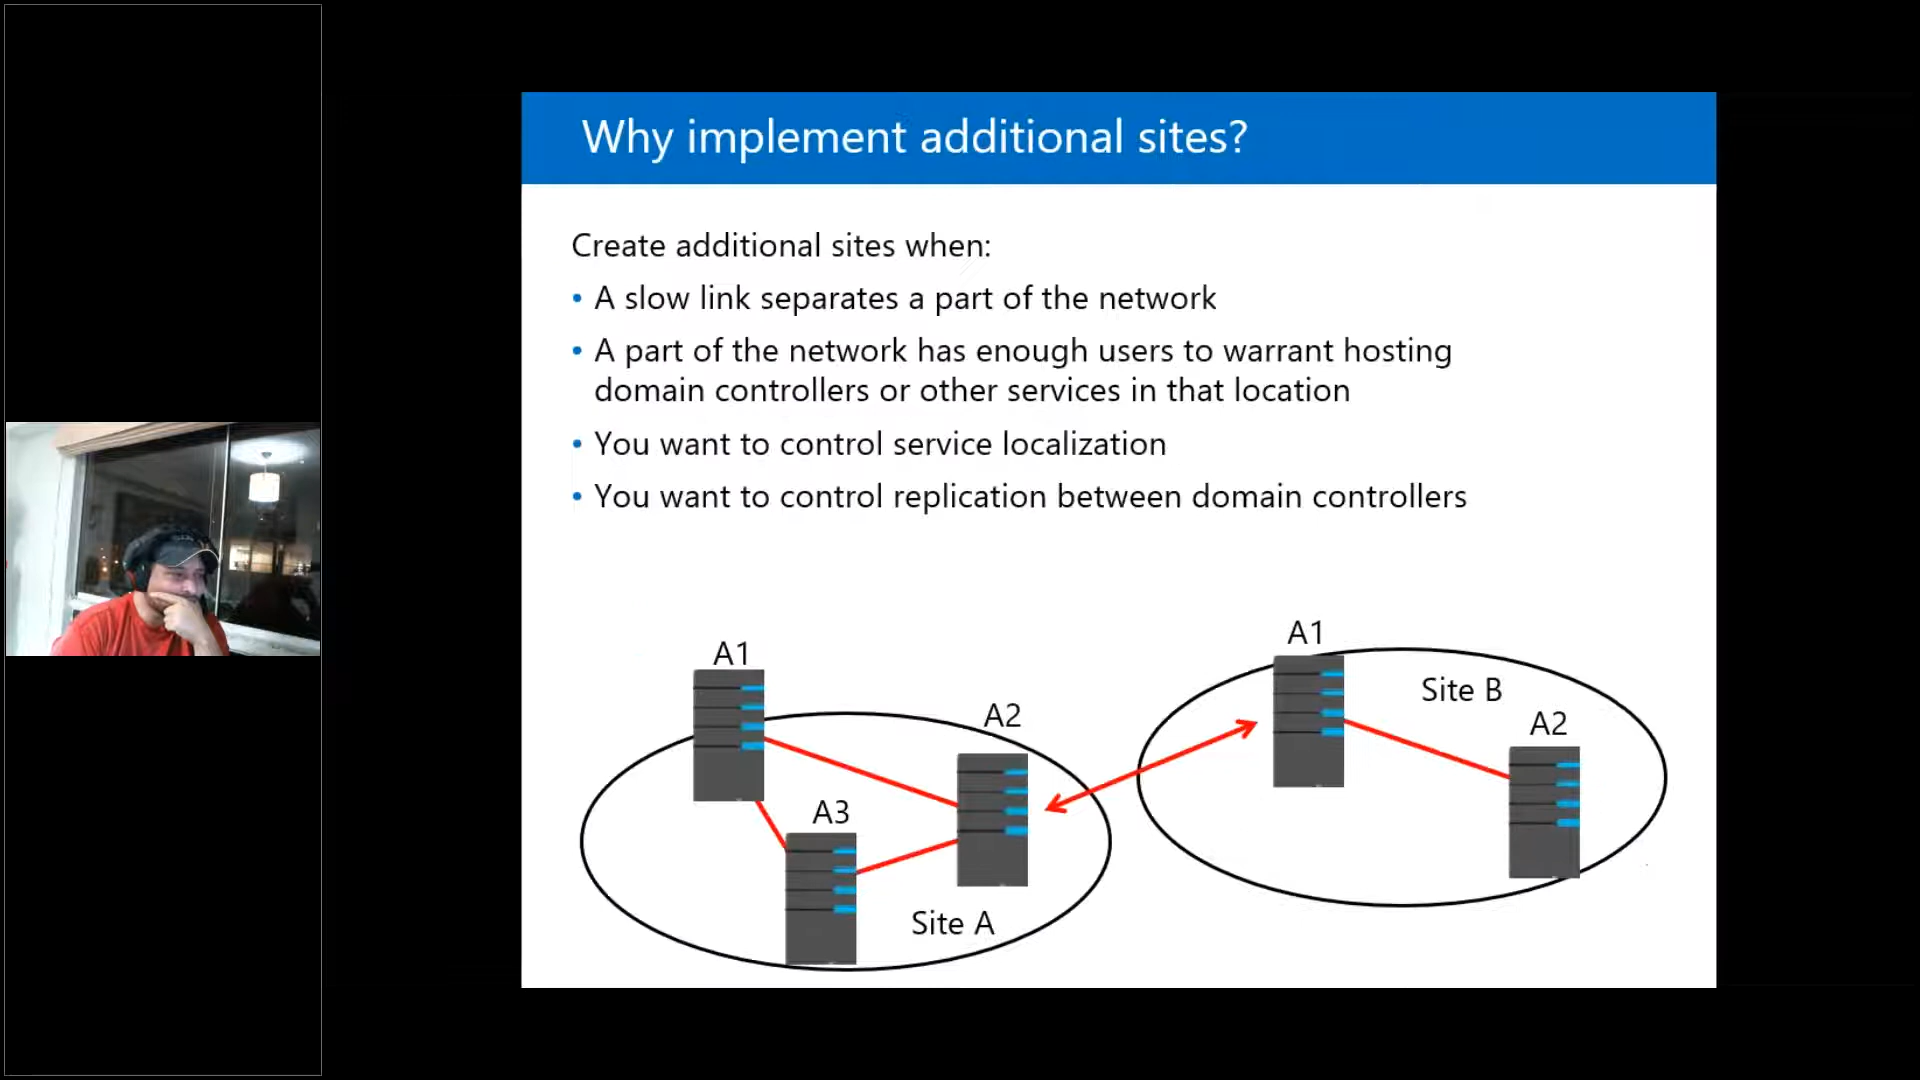 Why implement additional sites?
Create additional sites when:
• A slow link separates a part of the network
• A part of the network has enough users to warrant hosting
domain controllers or other services in that location
• You want to control service localization
• You want to control replication between domain controllers
A1
A2
A3
Site A
A1
Site B
A2